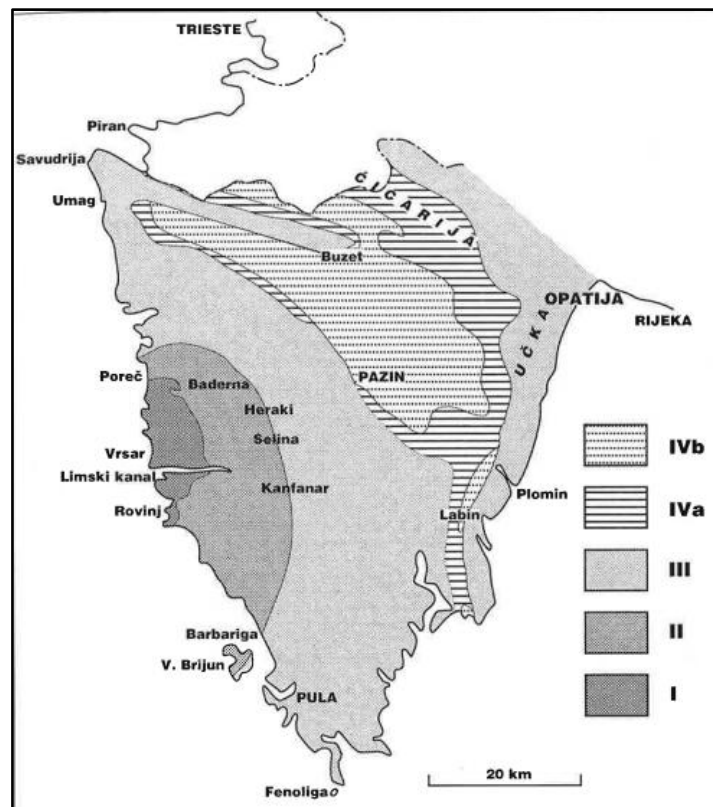 TRIESTE
Piran
Savudrija
Umag
ĆIĆARIJA
Buzet
OPATIJA
RIJEKA
UČKA
PAZIN
Poreč
Baderna
Heraki
Selina
Vrsar
Limski kanal
Kanfanar
Rovinj
Plomin
Labin
Barbariga
V. Brijun
PULA
Fenoliga
IVb
IVa
III
II
I
20 km